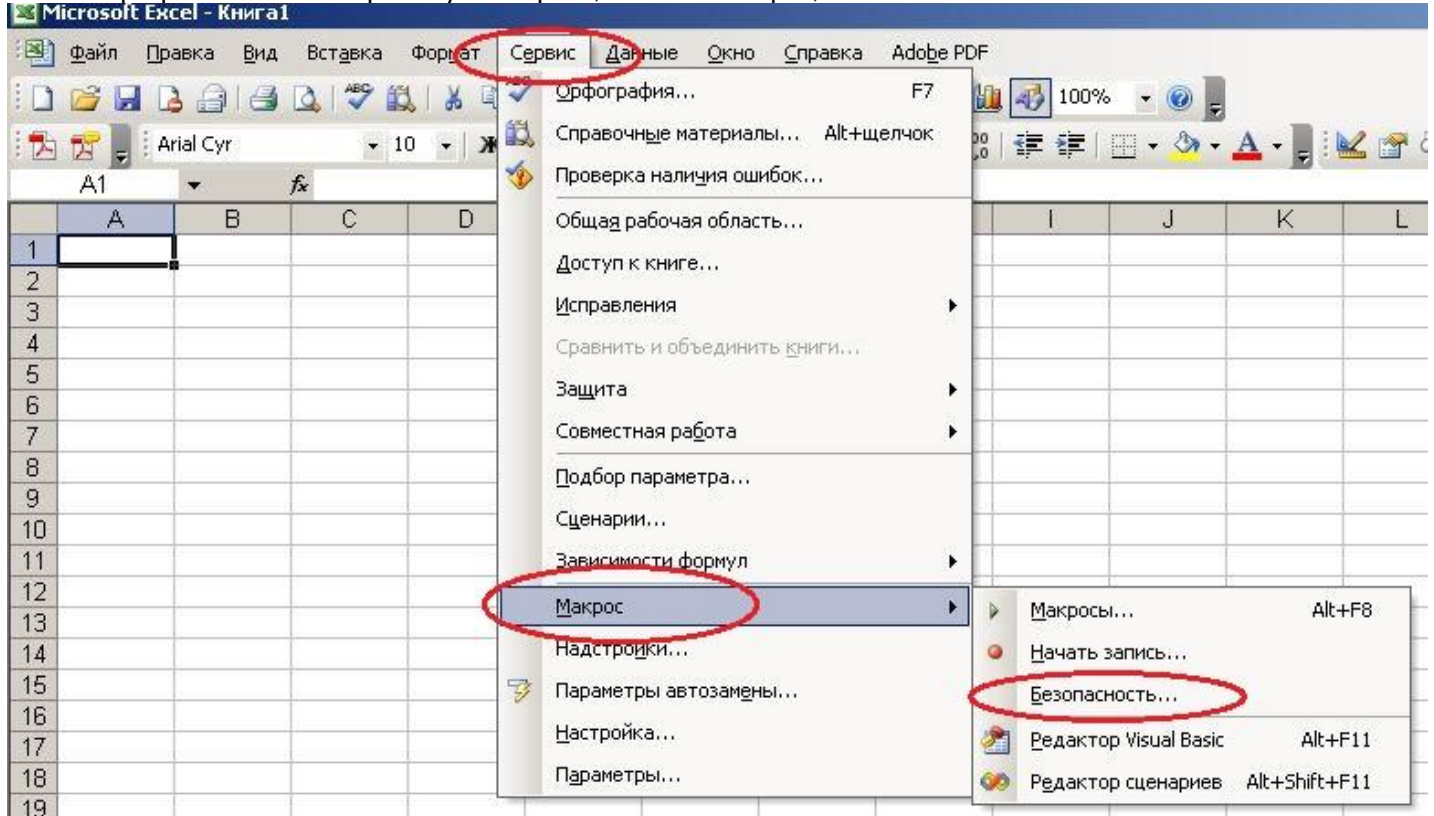 Microsoft Excel - Книга1
Файл Правка Вид Вставка Формат Сервис Данные Окно Справка Adobe PDF
100%
Arial Cyr 10 Ж
A1 fx
A B C D I J K L
1
2
3
4
5
6
7
8
9
10
11
12
13
14
15
16
17
18
19
Орфография... F7
Справочные материалы... Alt+щелчок
Проверка наличия ошибок...
Общая рабочая область...
Доступ к книге...
Исправления
Сравнить и объединить книги...
Защита
Совместная работа
Подбор параметра...
Сценарии...
Зависимости формул
Макрос
Надстройки...
Параметры автозамены...
Настройка...
Параметры...
Макросы... Alt+F8
Начать запись...
Безопасность...
Редактор Visual Basic Alt+F11
Редактор сценариев Alt+Shift+F11